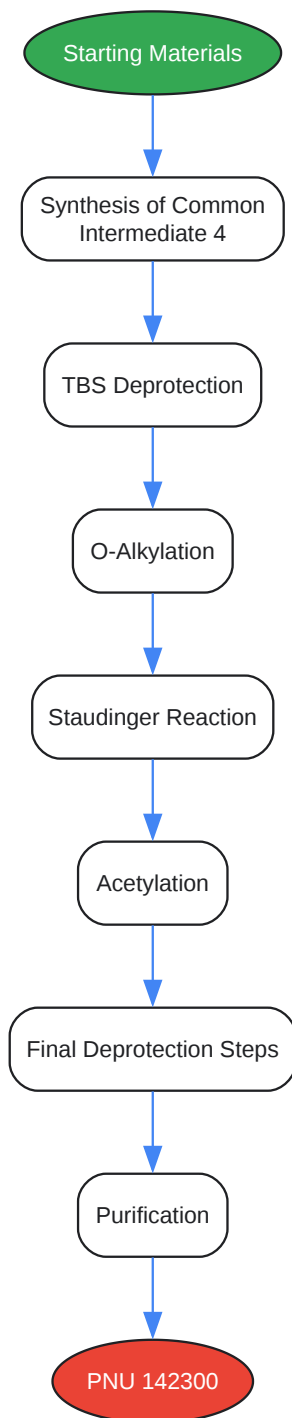 Starting Materials
Synthesis of Common
Intermediate 4
TBS Deprotection
O-Alkylation
Staudinger Reaction
Acetylation
Final Deprotection Steps
Purification
PNU 142300